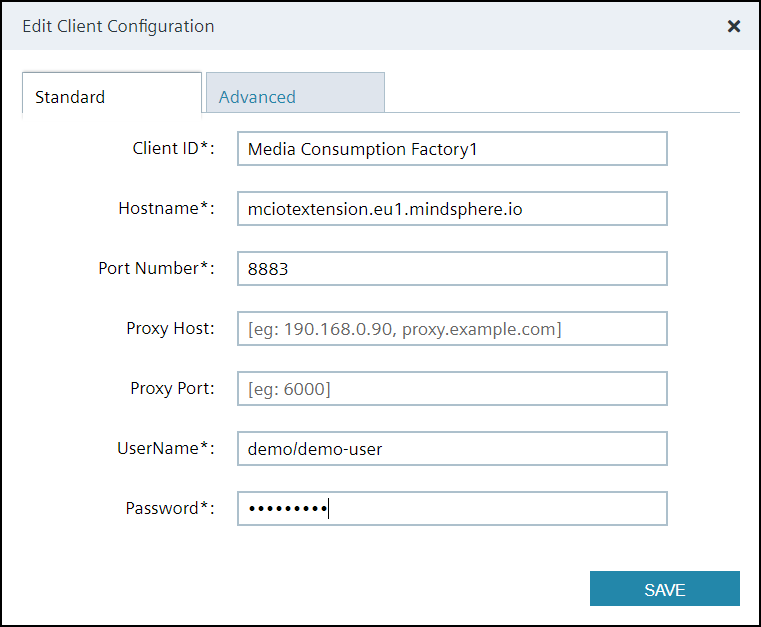 Edit Client Configuration
Standard Advanced
Client ID*: Media Consumption Factory1
Hostname*: mciotextension.eu1.mindsphere.io
Port Number*: 8883
Proxy Host: [eg: 190.168.0.90, proxy.example.com]
Proxy Port: [eg: 6000]
UserName*: demo/demo-user
Password*: •••••••••
SAVE